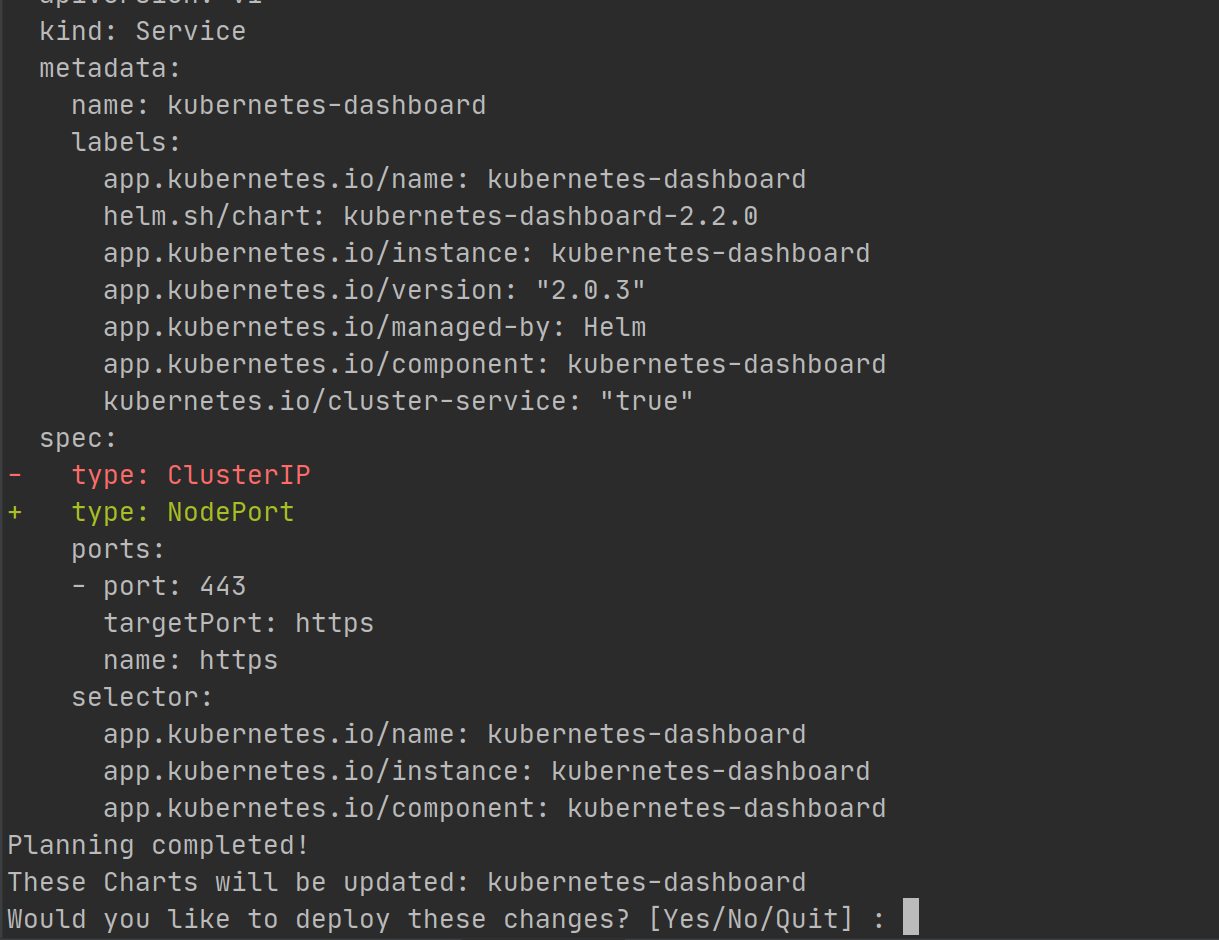 kind: Service
metadata:
name: kubernetes-dashboard
labels:
app.kubernetes.io/name: kubernetes-dashboard
helm.sh/chart: kubernetes-dashboard-2.2.0
app.kubernetes.io/instance: kubernetes-dashboard
app.kubernetes.io/version: "2.0.3"
app.kubernetes.io/managed-by: Helm
app.kubernetes.io/component: kubernetes-dashboard
kubernetes.io/cluster-service: "true"
spec:
- type: ClusterIP
+ type: NodePort
ports:
- port: 443
targetPort: https
name: https
selector:
app.kubernetes.io/name: kubernetes-dashboard
app.kubernetes.io/instance: kubernetes-dashboard
app.kubernetes.io/component: kubernetes-dashboard
Planning completed!
These Charts will be updated: kubernetes-dashboard
Would you like to deploy these changes? [Yes/No/Quit] :